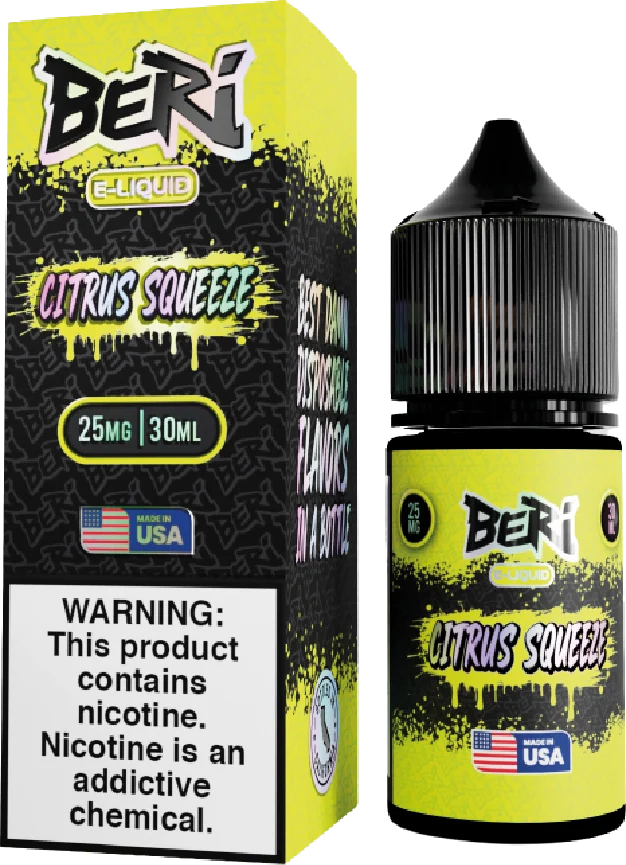 BERi
E-LIQUID
CITRUS SQUEEZE
25MG | 30ML
MADE IN
USA
WARNING:
This product
contains
nicotine.
Nicotine is an
addictive
chemical.
BEST DAMN
DISPOSABLE
FLAVORS
IN A BOTTLE
25
MG
BERi
30
ML
E-LIQUID
CITRUS SQUEEZE
MADE IN
USA